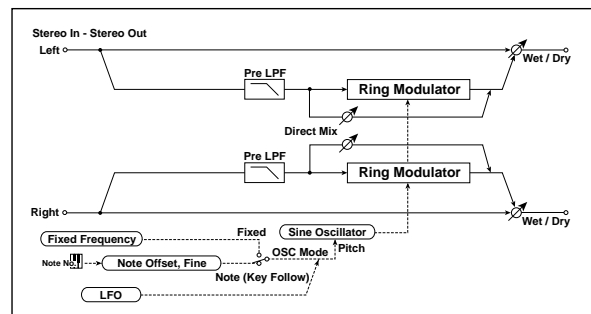 Stereo In - Stereo Out
Left
Wet / Dry
Pre LPF
Ring Modulator
Direct Mix
Pre LPF
Ring Modulator
Right
Wet / Dry
Fixed Frequency
Fixed
Sine Oscillator
OSC Mode
Pitch
Note No.
Note Offset, Fine
Note (Key Follow)
LFO